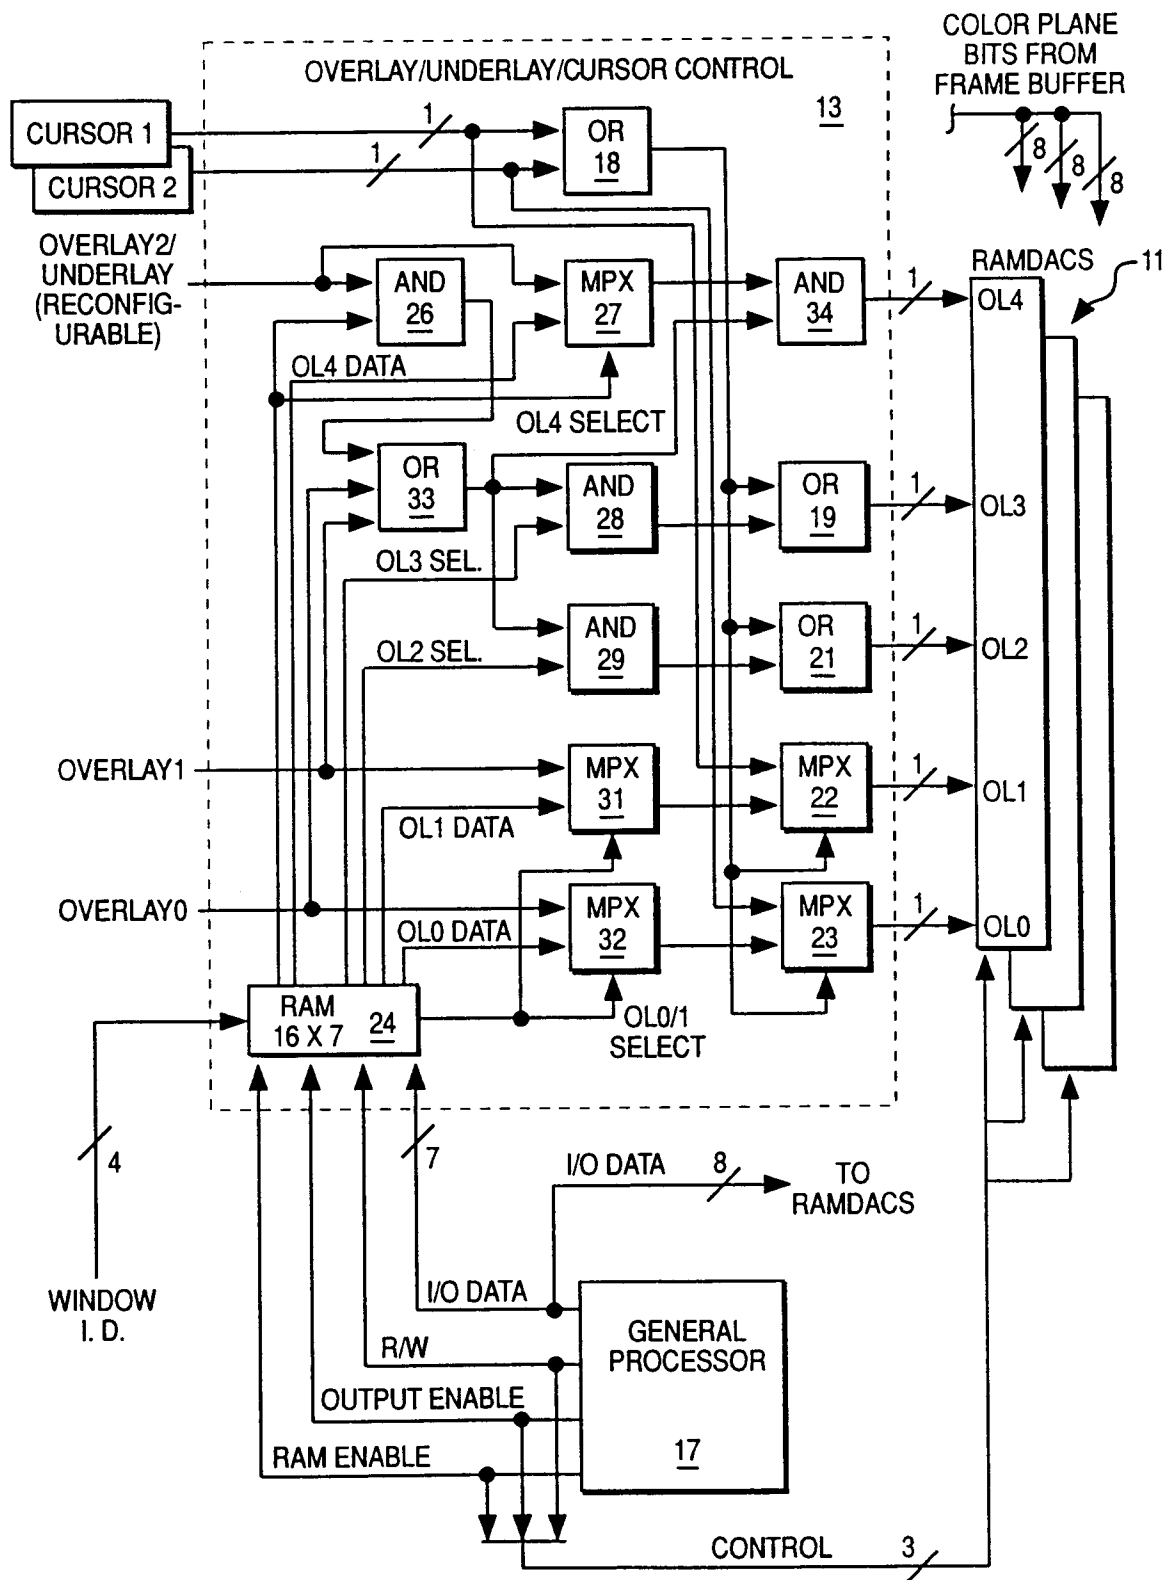 COLOR PLANE
BITS FROM
FRAME BUFFER
8
8
8
OVERLAY/UNDERLAY/CURSOR CONTROL
13
CURSOR 1
CURSOR 2
1
1
OR
18
OVERLAY2/
UNDERLAY
(RECONFIG-
URABLE)
AND
26
MPX
27
AND
34
1
RAMDACS
11
OL4
OL4 DATA
OL4 SELECT
OR
33
AND
28
OR
19
1
OL3
OL3 SEL.
AND
29
OR
21
1
OL2
OL2 SEL.
OVERLAY1
MPX
31
MPX
22
1
OL1
OL1 DATA
OVERLAY0
MPX
32
MPX
23
1
OL0
OL0 DATA
RAM
16 X 7 24
OL0/1
SELECT
4
7
I/O DATA
8
TO
RAMDACS
WINDOW
I. D.
I/O DATA
R/W
OUTPUT ENABLE
RAM ENABLE
GENERAL
PROCESSOR
17
CONTROL
3